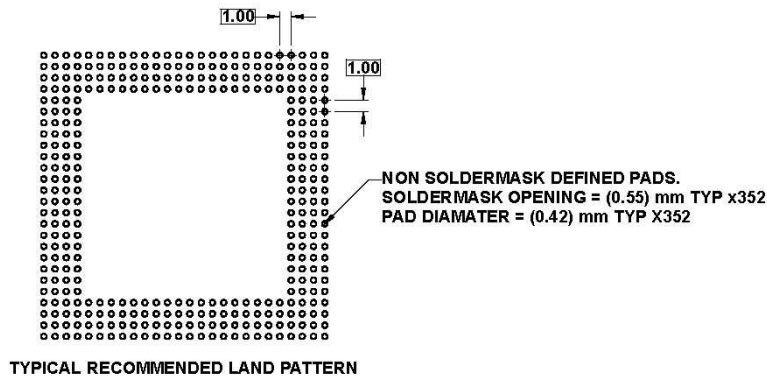 1.00
1.00
NON SOLDERMASK DEFINED PADS.
SOLDERMASK OPENING = (0.55) mm TYP x352
PAD DIAMATER = (0.42) mm TYP X352
TYPICAL RECOMMENDED LAND PATTERN